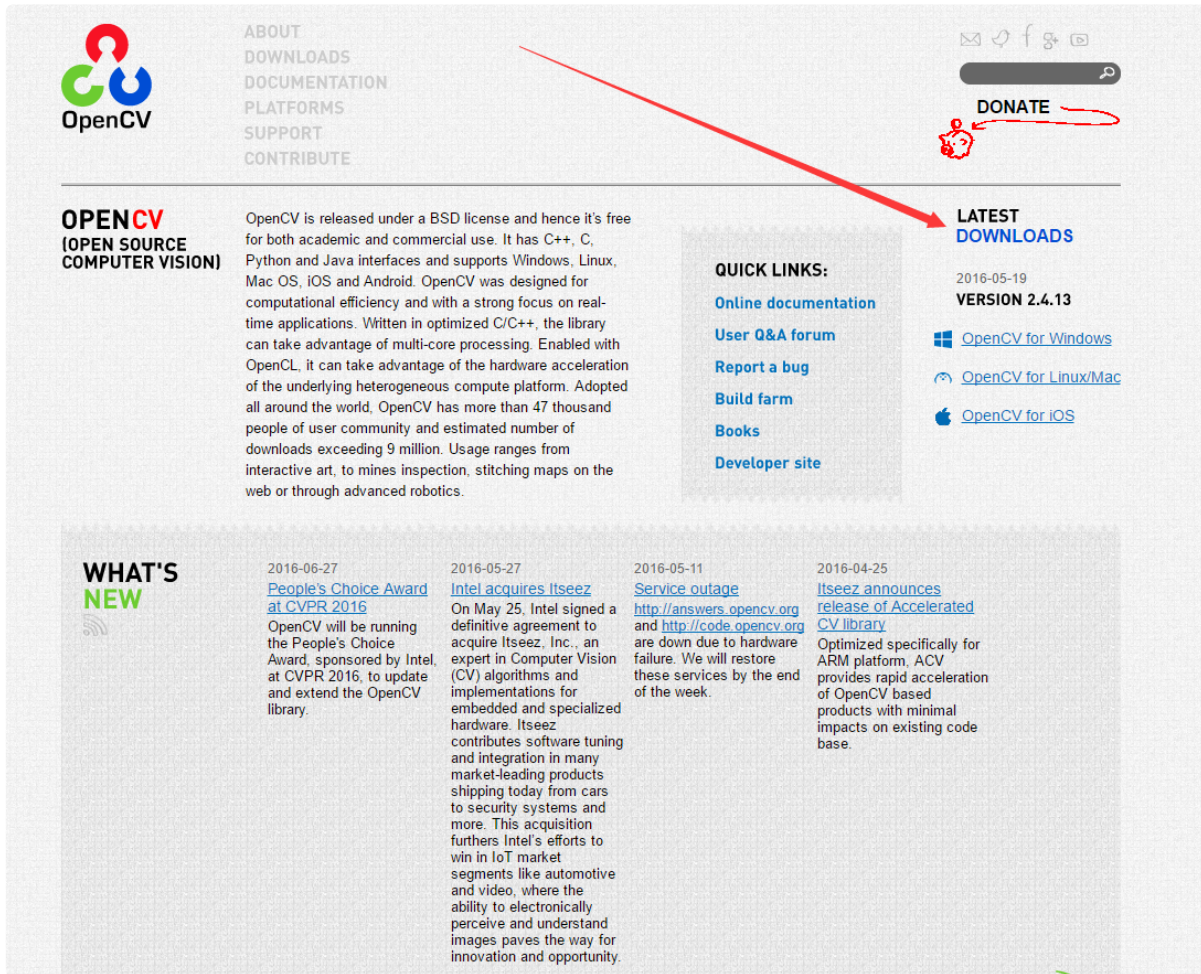 OpenCV
ABOUT
DOWNLOADS
DOCUMENTATION
PLATFORMS
SUPPORT
CONTRIBUTE
DONATE
OPENCV
(OPEN SOURCE
COMPUTER VISION)
OpenCV is released under a BSD license and hence it's free
for both academic and commercial use. It has C++, C,
Python and Java interfaces and supports Windows, Linux,
Mac OS, iOS and Android. OpenCV was designed for
computational efficiency and with a strong focus on real-
time applications. Written in optimized C/C++, the library
can take advantage of multi-core processing. Enabled with
OpenCL, it can take advantage of the hardware acceleration
of the underlying heterogeneous compute platform. Adopted
all around the world, OpenCV has more than 47 thousand
people of user community and estimated number of
downloads exceeding 9 million. Usage ranges from
interactive art, to mines inspection, stitching maps on the
web or through advanced robotics.
QUICK LINKS:
Online documentation
User Q&A forum
Report a bug
Build farm
Books
Developer site
LATEST
DOWNLOADS
2016-05-19
VERSION 2.4.13
OpenCV for Windows
OpenCV for Linux/Mac
OpenCV for iOS
WHAT'S
NEW
2016-06-27
People's Choice Award
at CVPR 2016
OpenCV will be running
the People's Choice
Award, sponsored by Intel,
at CVPR 2016, to update
and extend the OpenCV
library.
2016-05-27
Intel acquires Itseez
On May 25, Intel signed a
definitive agreement to
acquire Itseez, Inc., an
expert in Computer Vision
(CV) algorithms and
implementations for
embedded and specialized
hardware. Itseez
contributes software tuning
and integration in many
market-leading products
shipping today from cars
to security systems and
more. This acquisition
furthers Intel's efforts to
win in IoT market
segments like automotive
and video, where the
ability to electronically
perceive and understand
images paves the way for
innovation and opportunity.
2016-05-11
Service outage
http://answers.opencv.org
and http://code.opencv.org
are down due to hardware
failure. We will restore
these services by the end
of the week.
2016-04-25
Itseez announces
release of Accelerated
CV library
Optimized specifically for
ARM platform, ACV
provides rapid acceleration
of OpenCV based
products with minimal
impacts on existing code
base.